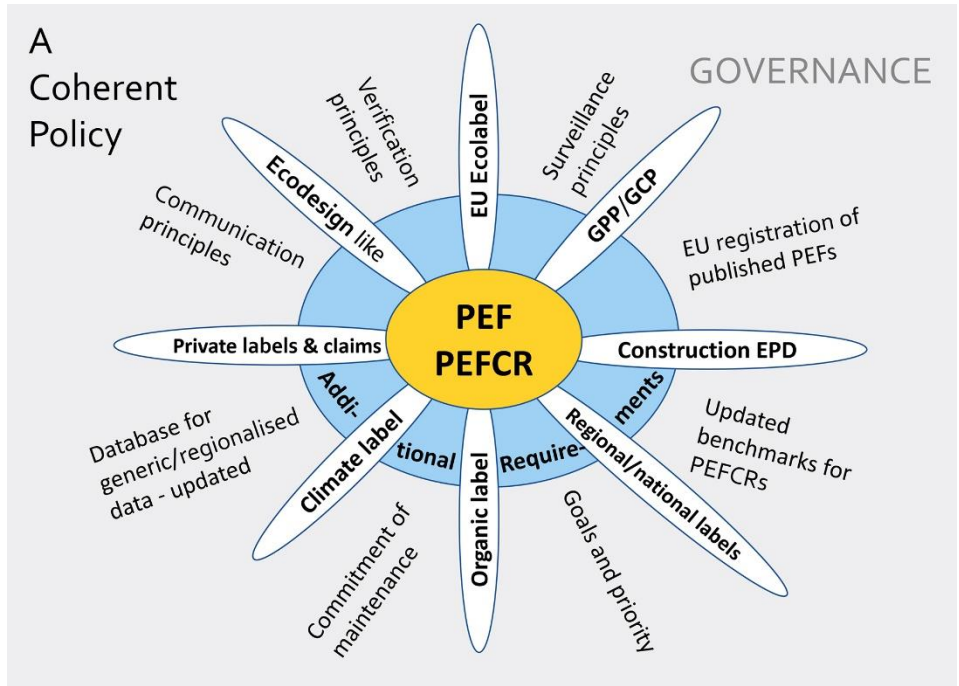 A
Coherent
Policy
GOVERNANCE
Verification
principles
EU Ecolabel
Surveillance
principles
Ecodesign like
GPP/GCP
Communication
principles
EU registration of
published PEFs
PEF
PEFCR
Private labels & claims
Construction EPD
Addi-
tional
Require-
ments
Database for
generic/regionalised
data - updated
Climate label
Organic label
Regional/national labels
Updated
benchmarks for
PEFCRs
Commitment of
maintenance
Goals and priority